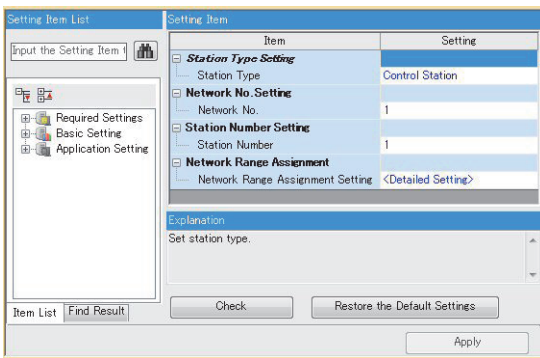 Setting Item List
Input the Setting Item t
Required Settings
Basic Setting
Application Setting
Item List
Find Result
Setting Item
Item Setting
Station Type Setting
Station Type Control Station
Network No. Setting
Network No. 1
Station Number Setting
Station Number 1
Network Range Assignment
Network Range Assignment Setting <Detailed Setting>
Explanation
Set station type.
Check
Restore the Default Settings
Apply